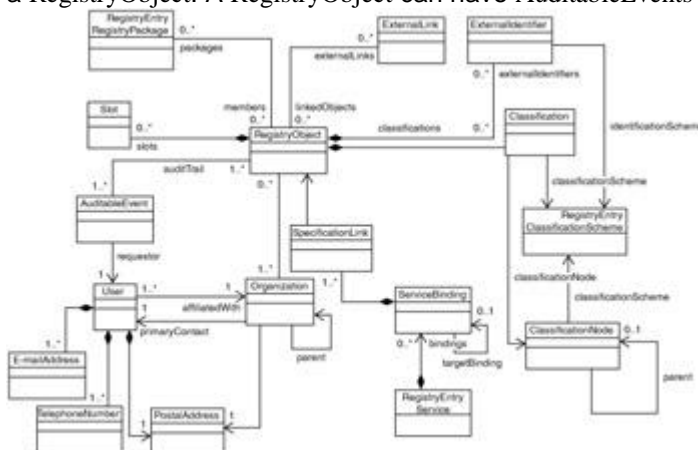 a RegistryObject. A RegistryObject can have AuditableEvents
RegistryEntry
RegistryPackage
ExternalLink
ExternalIdentifier
0..*
0..*
0..*
packages
externalLinks
externalIdentifiers
Slot
members
linkedObjects
Classification
0..*
0..*
0..*
0..*
slots
RegistryObject
classifications
identificationScheme
auditTrail
1..*
0..*
classificationScheme
1..*
AuditableEvent
RegistryEntry
ClassificationScheme
SpecificationLink
requestor
classificationNode
1..*
1..*
1
1..*
1
User
Organization
ServiceBinding
classificationScheme
1
affiliatedWith
0..1
1
primaryContact
0..*
bindings
ClassificationNode
0..1
1..*
E-mailAddress
parent
targetBinding
parent
RegistryEntry
Service
1..*
TelephoneNumber
1
PostalAddress
1